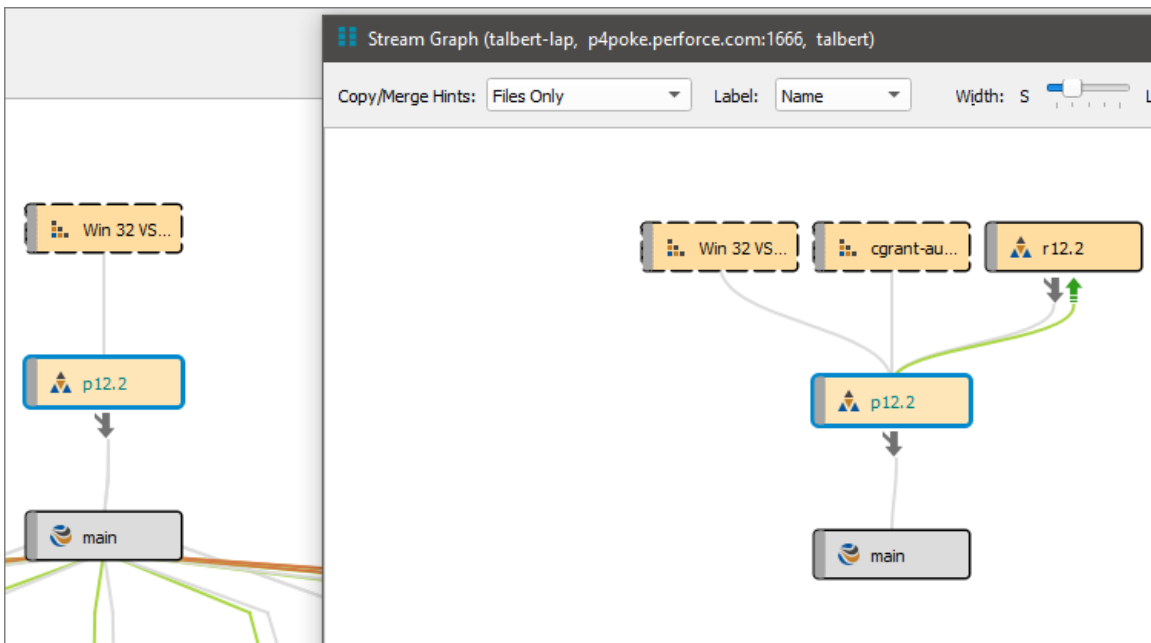 Stream Graph (talbert-lap, p4poke.perforce.com:1666, talbert)
Copy/Merge Hints: Files Only Label: Name Width: S L
Win 32 VS...
p12.2
main
Win 32 VS... cgrant-au... r12.2
p12.2
main